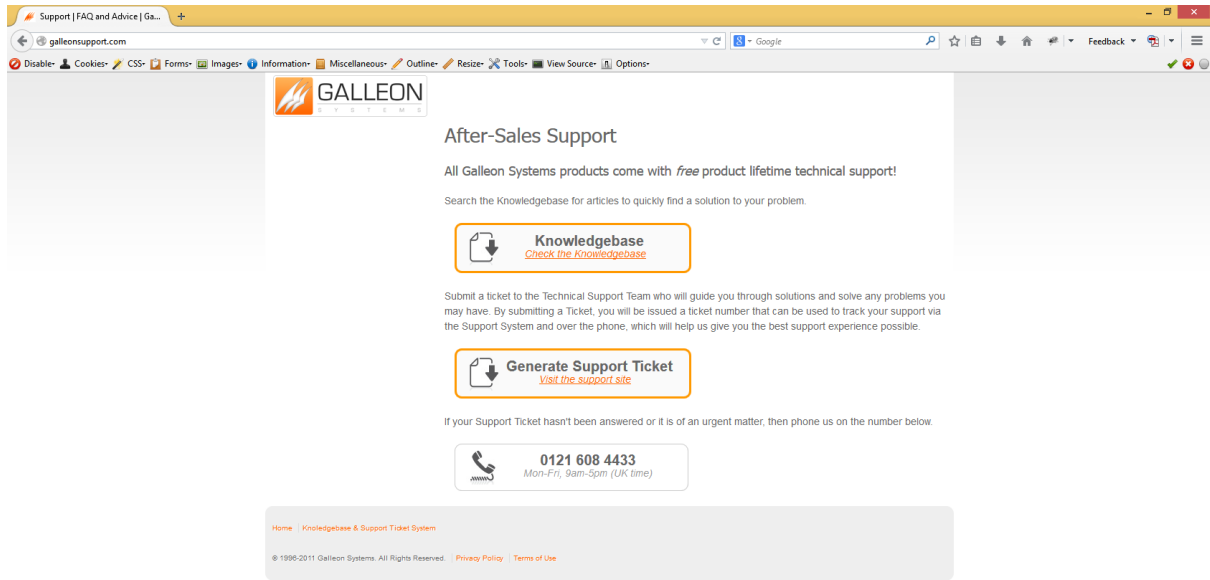 Support | FAQ and Advice | Ga...
galleonsupport.com
Google
Feedback
Disable Cookies CSS Forms Images Information Miscellaneous Outline Resize Tools View Source Options
GALLEON
SYSTEMS
After-Sales Support
All Galleon Systems products come with free product lifetime technical support!
Search the Knowledgebase for articles to quickly find a solution to your problem.
Knowledgebase
Check the Knowledgebase
Submit a ticket to the Technical Support Team who will guide you through solutions and solve any problems you
may have. By submitting a Ticket, you will be issued a ticket number that can be used to track your support via
the Support System and over the phone, which will help us give you the best support experience possible.
Generate Support Ticket
Visit the support site
If your Support Ticket hasn't been answered or it is of an urgent matter, then phone us on the number below.
0121 608 4433
Mon-Fri, 9am-5pm (UK time)
Home | Knoledgebase & Support Ticket System
© 1996-2011 Galleon Systems. All Rights Reserved. | Privacy Policy | Terms of Use